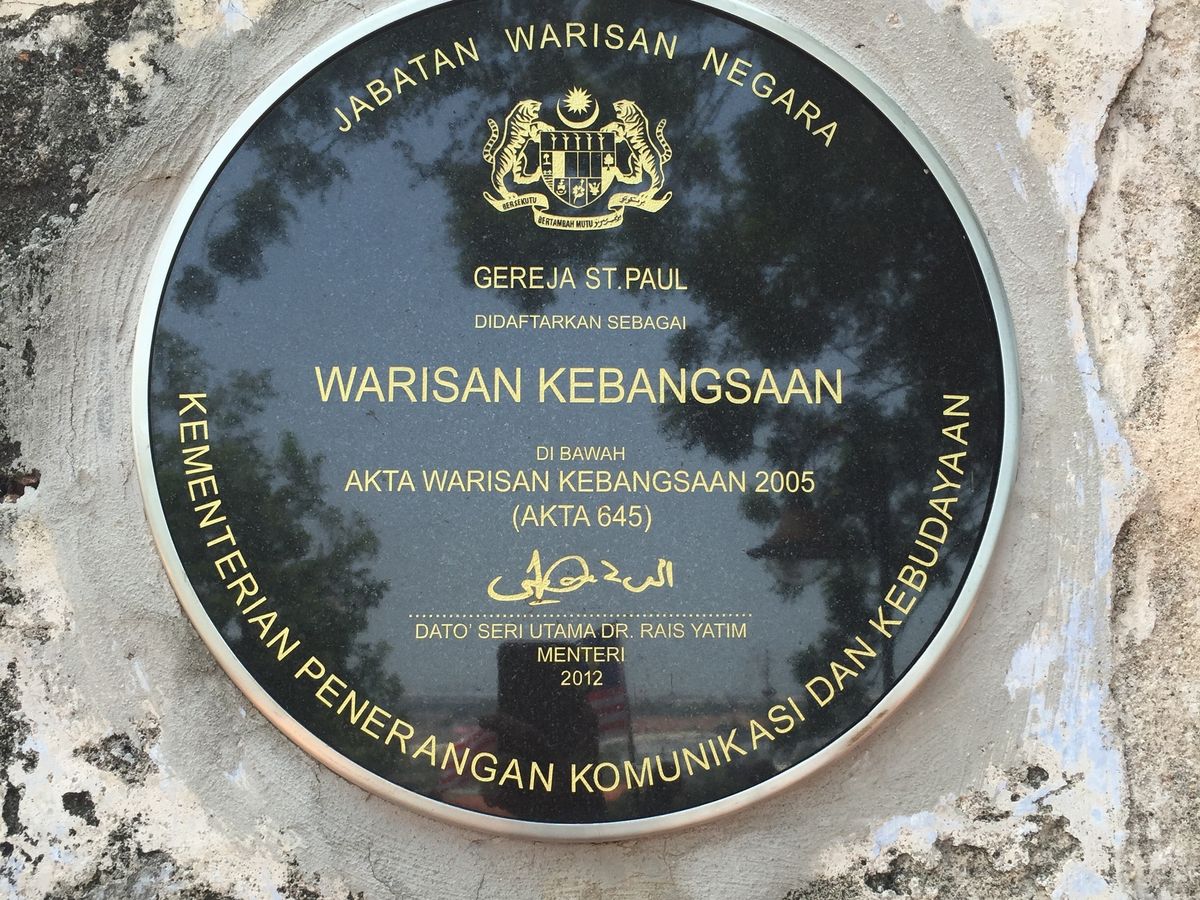 JABATAN WARISAN NEGARA
BERSEKUTU
BERTAMBAH MUTU
GEREJA ST.PAUL
DIDAFTARKAN SEBAGAI
WARISAN KEBANGSAAN
DI BAWAH
AKTA WARISAN KEBANGSAAN 2005
(AKTA 645)
DATO' SERI UTAMA DR. RAIS YATIM
MENTERI
2012
KEMENTERIAN PENERANGAN KOMUNIKASI DAN KEBUDAYAAN